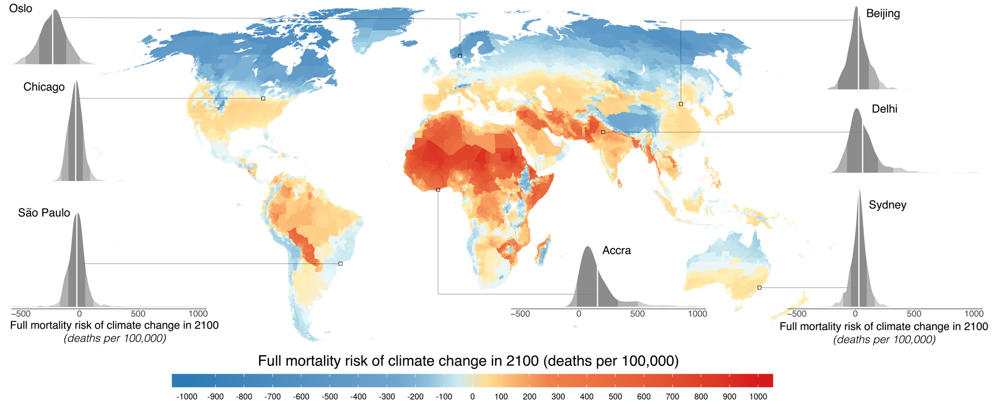 Oslo
Chicago
São Paulo
−500 0 500 1000
Full mortality risk of climate change in 2100
(deaths per 100,000)
Accra
−500 0 500 1000
Beijing
Delhi
Sydney
−500 0 500 1000
Full mortality risk of climate change in 2100
(deaths per 100,000)
Full mortality risk of climate change in 2100 (deaths per 100,000)
-1000 -900 -800 -700 -600 -500 -400 -300 -200 -100 0 100 200 300 400 500 600 700 800 900 1000